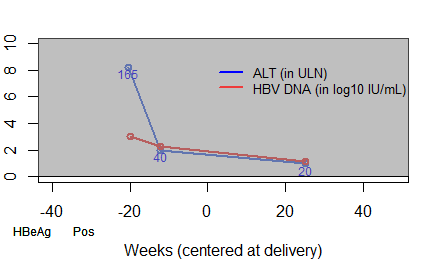 10
8
6
4
2
0
165
40
20
ALT (in ULN)
HBV DNA (in log10 IU/mL)
-40 -20 0 20 40
HBeAg Pos
Weeks (centered at delivery)